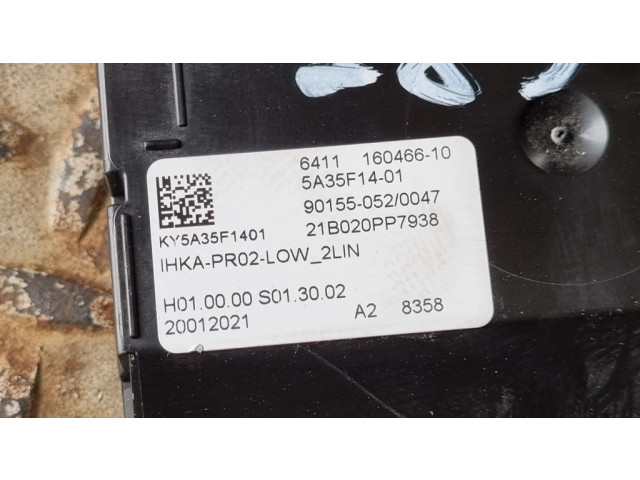 6411 160466-10
5A35F14-01
90155-052/0047
KY5A35F1401 21B020PP7938
IHKA-PR02-LOW_2LIN
H01.00.00 S01.30.02
20012021 A2 8358